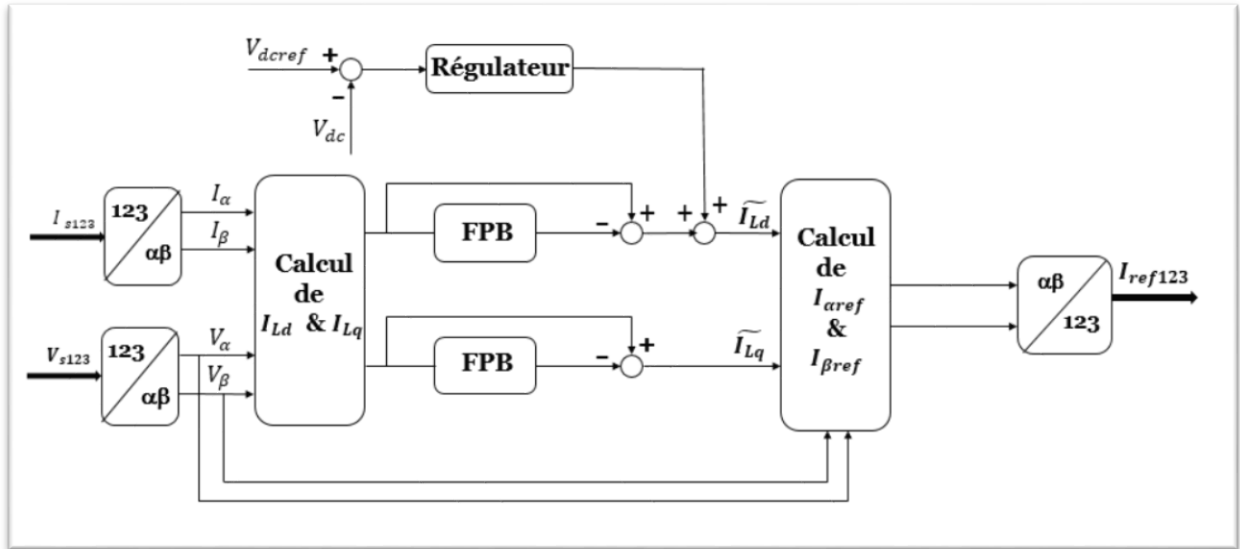 V_dcref +
Régulateur
−
V_dc
I_s123
123
αβ
I_α
I_β
Calcul
de
I_Ld & I_Lq
FPB
− +
+ +
Ĩ_Ld
V_s123
123
αβ
V_α
V_β
FPB
− +
Ĩ_Lq
Calcul
de
I_αref
&
I_βref
αβ
123
I_ref123